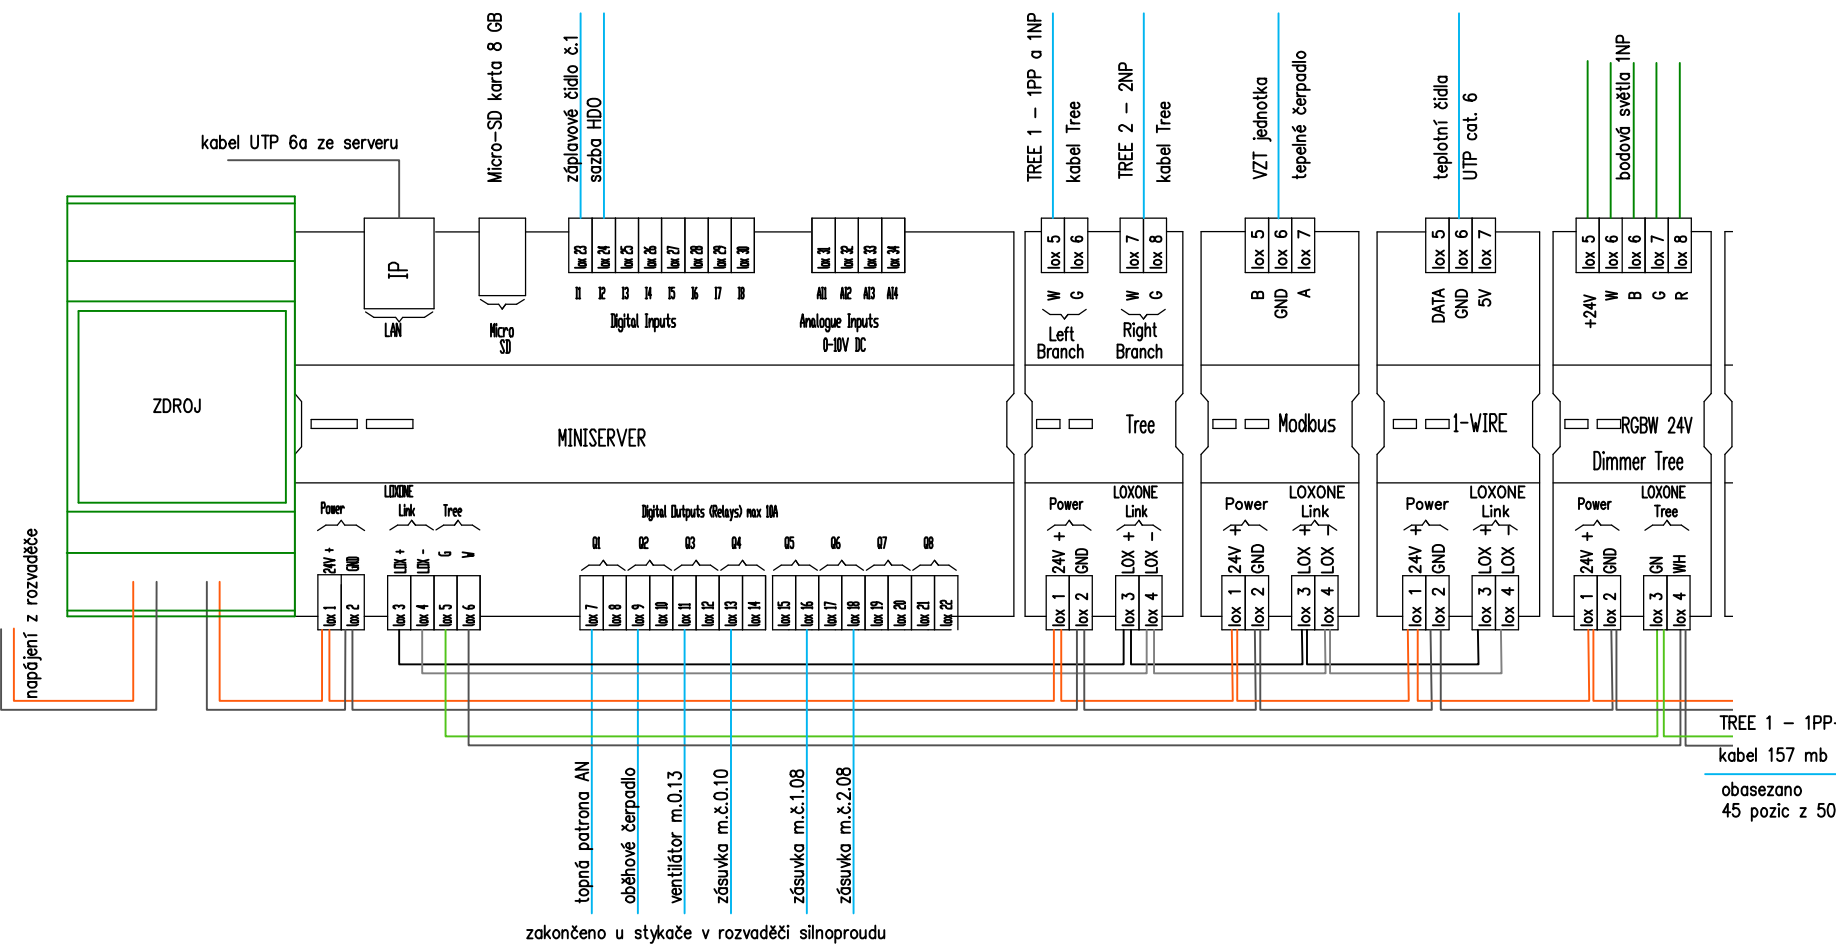 kabel UTP 6a ze serveru
Micro-SD karta 8 GB
záplavové čidlo č.1
sazba HDO
TREE 1 - 1PP a 1NP
kabel Tree
TREE 2 - 2NP
kabel Tree
VZT jednotka
tepelné čerpadlo
teplotní čidla
UTP cat. 6
bodová světla 1NP
IP
LAN
Micro
SD
lox 23 lox 24 lox 25 lox 26 lox 27 lox 28 lox 29 lox 30
I1 I2 I3 I4 I5 I6 I7 I8
Digital Inputs
lox 31 lox 32 lox 33 lox 34
AI1 AI2 AI3 AI4
Analogue Inputs
0-10V DC
lox 5 lox 6
W G
Left
Branch
lox 7 lox 8
W G
Right
Branch
lox 5 lox 6 lox 7
B GND A
lox 5 lox 6 lox 7
DATA GND 5V
lox 5 lox 6 lox 6 lox 7 lox 8
+24V W B G R
ZDROJ
MINISERVER
Tree
Modbus
1-WIRE
RGBW 24V
Dimmer Tree
napájení z rozvaděče
Power
24V + GND
lox 1 lox 2
LOXONE
Link
LOX + LOX -
lox 3 lox 4
Tree
G W
lox 5 lox 6
Digital Outputs (Relays) max 10A
Q1 Q2 Q3 Q4 Q5 Q6 Q7 Q8
lox 7 lox 8 lox 9 lox 10 lox 11 lox 12 lox 13 lox 14 lox 15 lox 16 lox 17 lox 18 lox 19 lox 20 lox 21 lox 22
Power
24V + GND
lox 1 lox 2
LOXONE
Link
LOX + LOX -
lox 3 lox 4
Power
24V + GND
lox 1 lox 2
LOXONE
Link
LOX + LOX -
lox 3 lox 4
Power
24V + GND
lox 1 lox 2
LOXONE
Link
LOX + LOX -
lox 3 lox 4
Power
24V + GND
lox 1 lox 2
LOXONE
Tree
GN WH
lox 3 lox 4
topná patrona AN
oběhové čerpadlo
ventilátor m.0.13
zásuvka m.č.0.10
zásuvka m.č.1.08
zásuvka m.č.2.08
zakončeno u stykače v rozvaděči silnoproudu
TREE 1 - 1PP-
kabel 157 mb
obasezano
45 pozic z 50